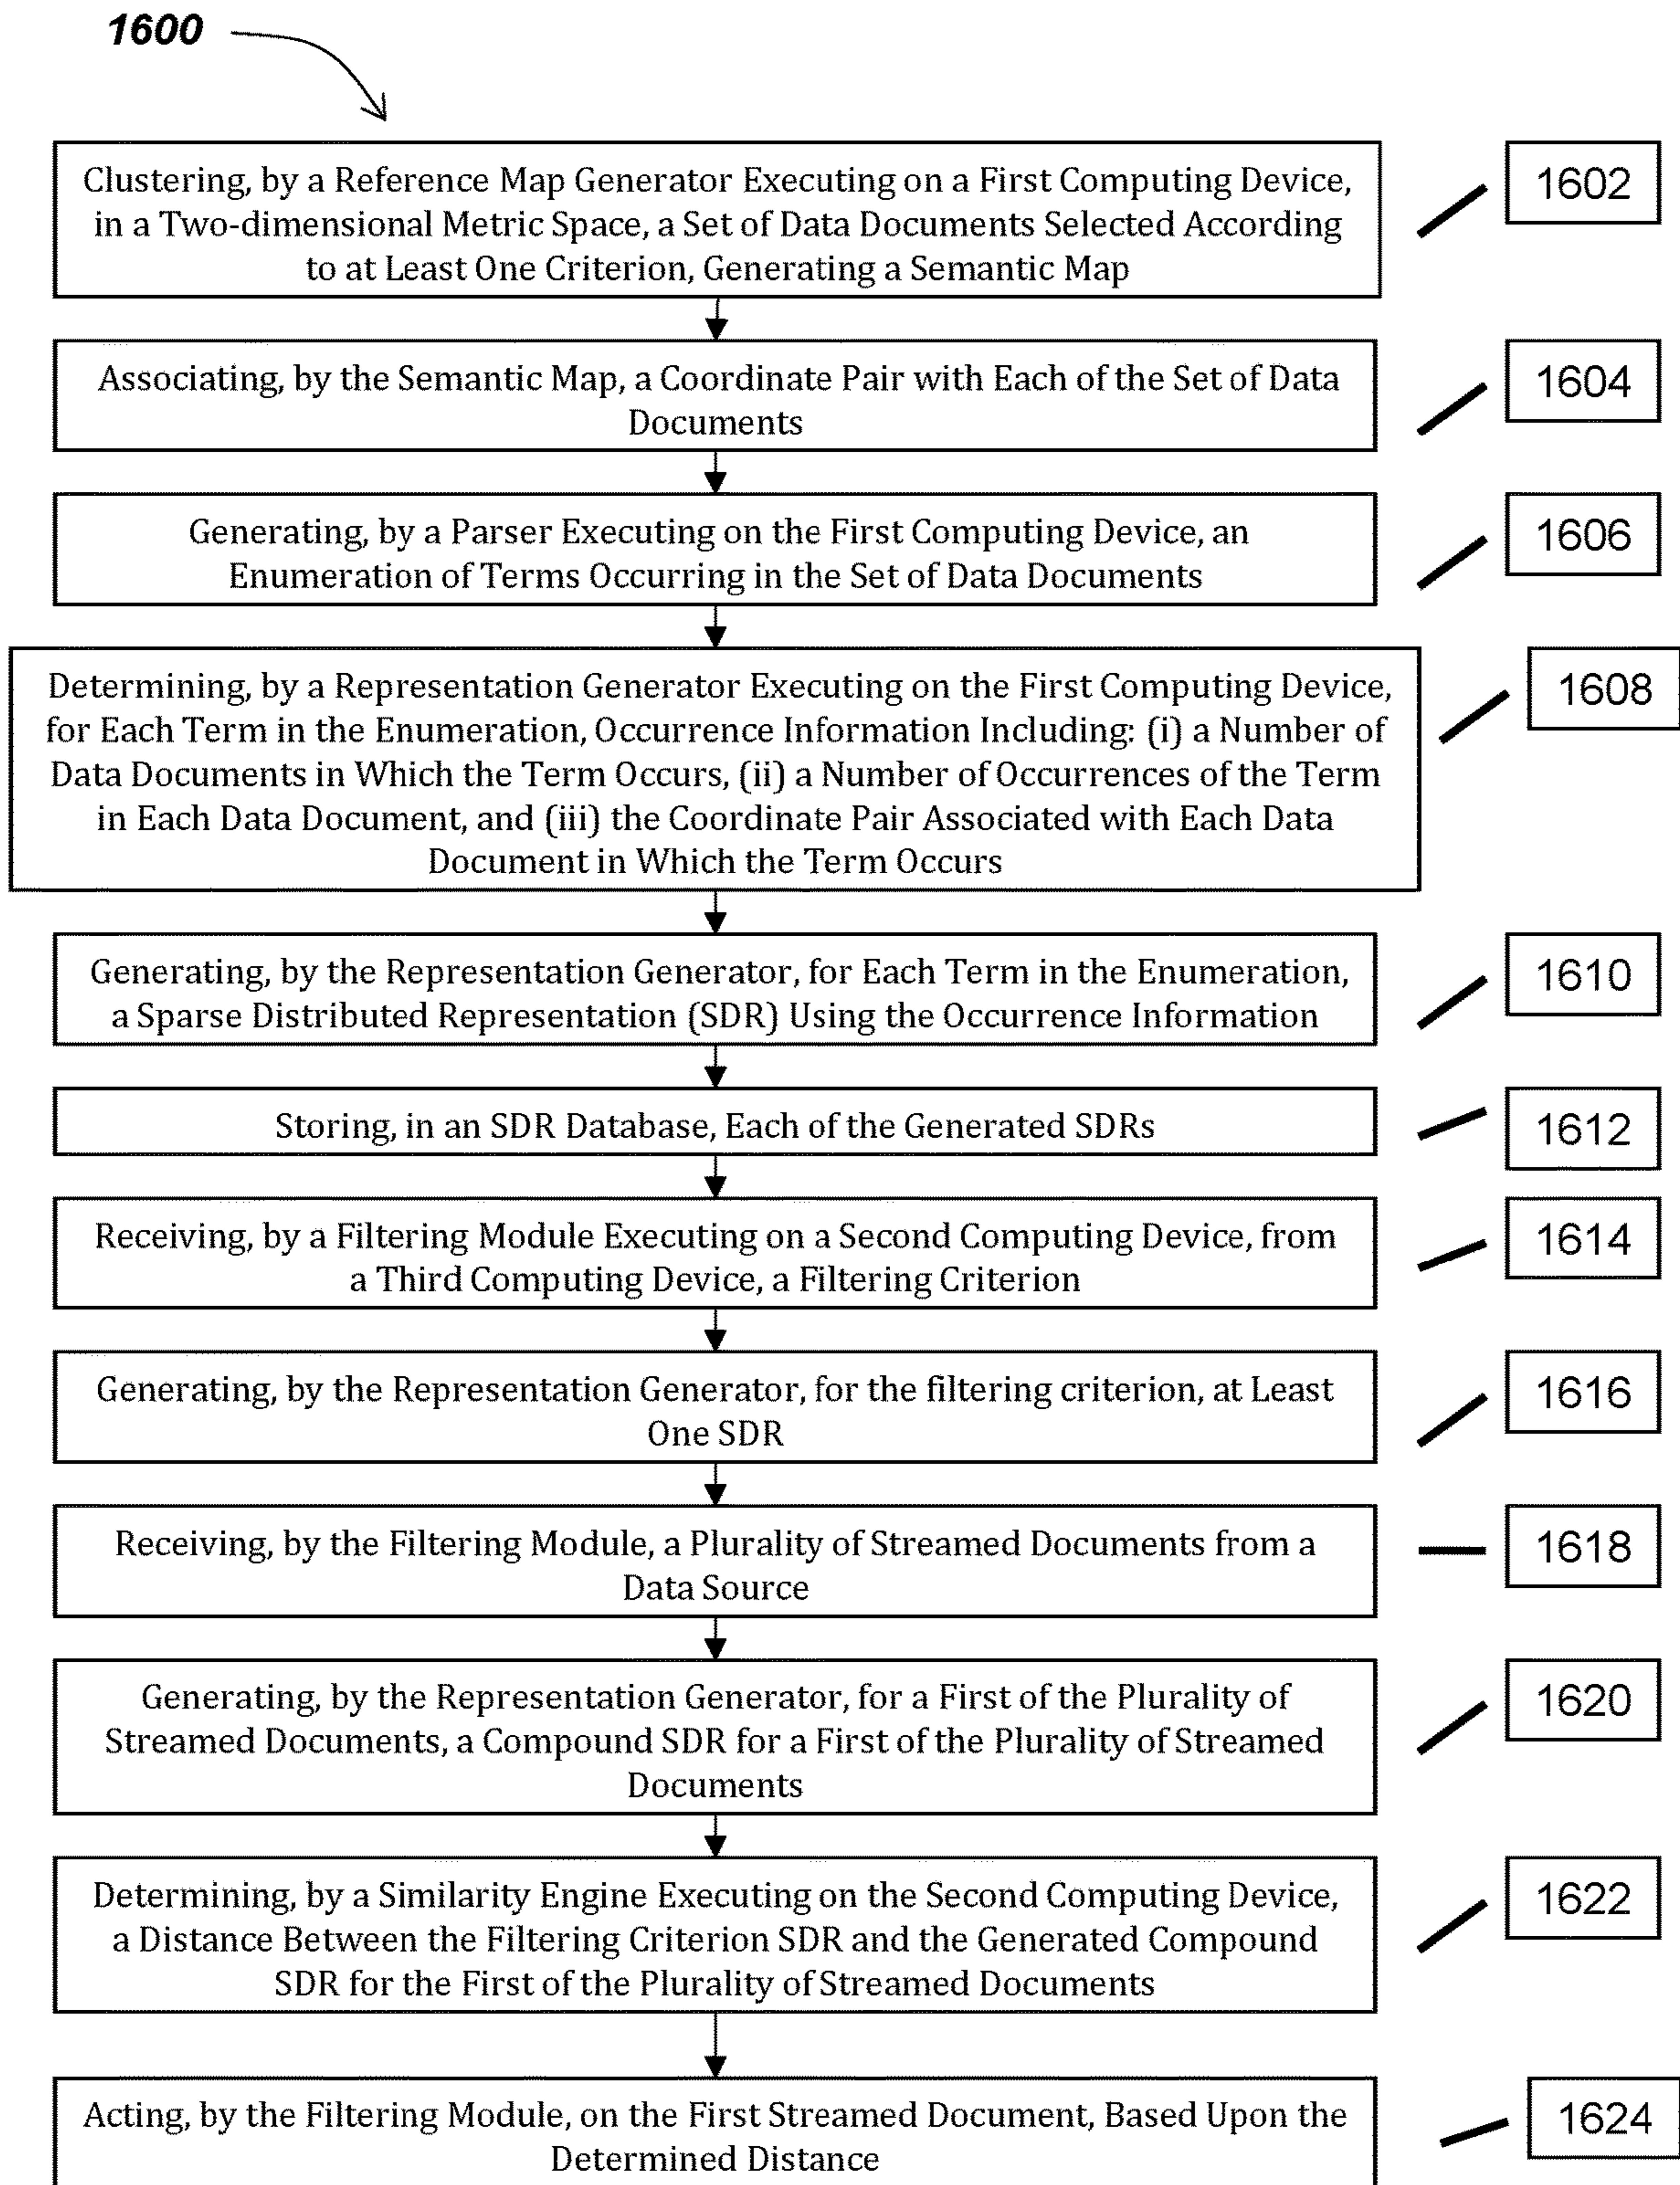 1600
Clustering, by a Reference Map Generator Executing on a First Computing Device,
in a Two-dimensional Metric Space, a Set of Data Documents Selected According
to at Least One Criterion, Generating a Semantic Map
1602
Associating, by the Semantic Map, a Coordinate Pair with Each of the Set of Data
Documents
1604
Generating, by a Parser Executing on the First Computing Device, an
Enumeration of Terms Occurring in the Set of Data Documents
1606
Determining, by a Representation Generator Executing on the First Computing Device,
for Each Term in the Enumeration, Occurrence Information Including: (i) a Number of
Data Documents in Which the Term Occurs, (ii) a Number of Occurrences of the Term
in Each Data Document, and (iii) the Coordinate Pair Associated with Each Data
Document in Which the Term Occurs
1608
Generating, by the Representation Generator, for Each Term in the Enumeration,
a Sparse Distributed Representation (SDR) Using the Occurrence Information
1610
Storing, in an SDR Database, Each of the Generated SDRs
1612
Receiving, by a Filtering Module Executing on a Second Computing Device, from
a Third Computing Device, a Filtering Criterion
1614
Generating, by the Representation Generator, for the filtering criterion, at Least
One SDR
1616
Receiving, by the Filtering Module, a Plurality of Streamed Documents from a
Data Source
1618
Generating, by the Representation Generator, for a First of the Plurality of
Streamed Documents, a Compound SDR for a First of the Plurality of Streamed
Documents
1620
Determining, by a Similarity Engine Executing on the Second Computing Device,
a Distance Between the Filtering Criterion SDR and the Generated Compound
SDR for the First of the Plurality of Streamed Documents
1622
Acting, by the Filtering Module, on the First Streamed Document, Based Upon the
Determined Distance
1624